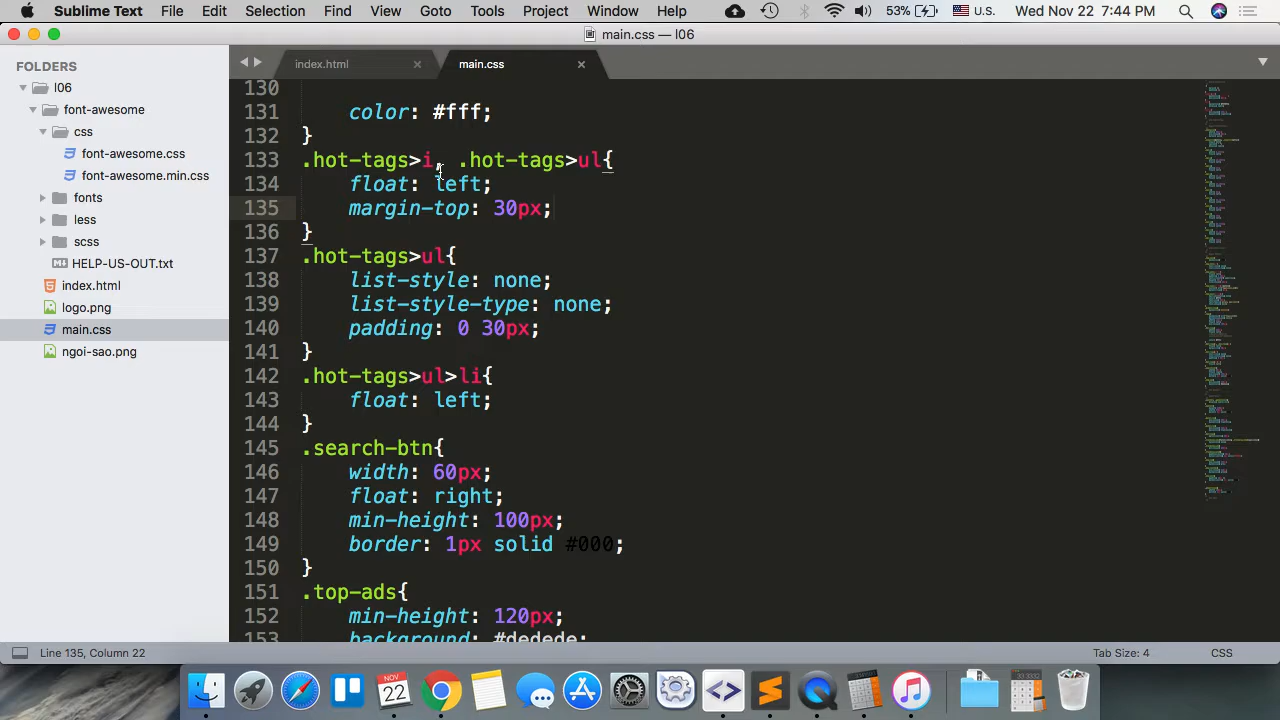 Sublime Text File Edit Selection Find View Goto Tools Project Window Help 53% U.S. Wed Nov 22 7:44 PM
main.css — l06
FOLDERS
l06
font-awesome
css
font-awesome.css
font-awesome.min.css
fonts
less
scss
HELP-US-OUT.txt
index.html
logo.png
main.css
ngoi-sao.png
index.html main.css
130
131 color: #fff;
132 }
133 .hot-tags>i, .hot-tags>ul{
134 float: left;
135 margin-top: 30px;
136 }
137 .hot-tags>ul{
138 list-style: none;
139 list-style-type: none;
140 padding: 0 30px;
141 }
142 .hot-tags>ul>li{
143 float: left;
144 }
145 .search-btn{
146 width: 60px;
147 float: right;
148 min-height: 100px;
149 border: 1px solid #000;
150 }
151 .top-ads{
152 min-height: 120px;
153 background: #dedede;
Line 135, Column 22 Tab Size: 4 CSS
NOV
22